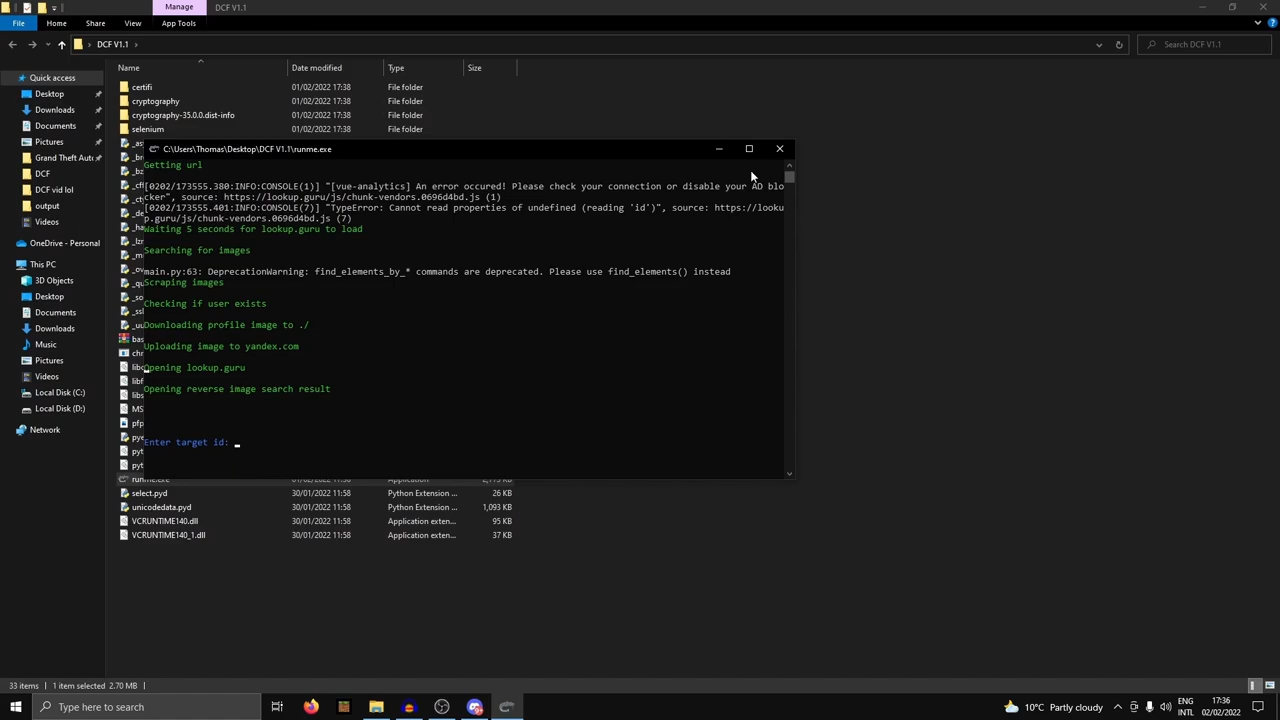 Manage
DCF V1.1
File
Home
Share
View
App Tools
DCF V1.1
Search DCF V1.1
Name
Date modified
Type
Size
Quick access
Desktop
Downloads
Documents
Pictures
Grand Theft Auto
DCF
DCF vid lol
output
Videos
OneDrive - Personal
This PC
3D Objects
Desktop
Documents
Downloads
Music
Pictures
Videos
Local Disk (C:)
Local Disk (D:)
Network
certifi 01/02/2022 17:38 File folder
cryptography 01/02/2022 17:38 File folder
cryptography-35.0.0.dist-info 01/02/2022 17:38 File folder
selenium 01/02/2022 17:38 File folder
C:\Users\Thomas\Desktop\DCF V1.1\runme.exe
Getting url
[0202/173555.380:INFO:CONSOLE(1)] "[vue-analytics] An error occured! Please check your connection or disable your AD blo
cker", source: https://lookup.guru/js/chunk-vendors.0696d4bd.js (1)
[0202/173555.401:INFO:CONSOLE(7)] "TypeError: Cannot read properties of undefined (reading 'id')", source: https://looku
p.guru/js/chunk-vendors.0696d4bd.js (7)
Waiting 5 seconds for lookup.guru to load
Searching for images
main.py:63: DeprecationWarning: find_elements_by_* commands are deprecated. Please use find_elements() instead
Scraping images
Checking if user exists
Downloading profile image to ./
Uploading image to yandex.com
Opening lookup.guru
Opening reverse image search result
Enter target id:
runme.exe 01/02/2022 17:38 Application 2,773 KB
select.pyd 30/01/2022 11:58 Python Extension ... 26 KB
unicodedata.pyd 30/01/2022 11:58 Python Extension ... 1,093 KB
VCRUNTIME140.dll 30/01/2022 11:58 Application exten... 95 KB
VCRUNTIME140_1.dll 30/01/2022 11:58 Application exten... 37 KB
33 items
1 item selected 2.70 MB
Type here to search
10°C Partly cloudy
ENG
INTL
17:36
02/02/2022